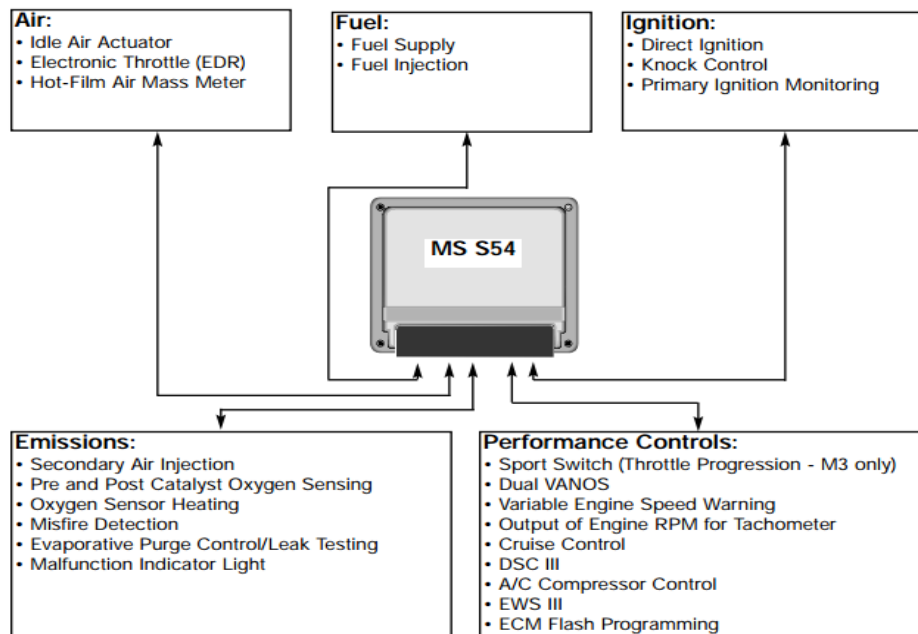 Air:
• Idle Air Actuator
• Electronic Throttle (EDR)
• Hot-Film Air Mass Meter
Fuel:
• Fuel Supply
• Fuel Injection
Ignition:
• Direct Ignition
• Knock Control
• Primary Ignition Monitoring
MS S54
Emissions:
• Secondary Air Injection
• Pre and Post Catalyst Oxygen Sensing
• Oxygen Sensor Heating
• Misfire Detection
• Evaporative Purge Control/Leak Testing
• Malfunction Indicator Light
Performance Controls:
• Sport Switch (Throttle Progression - M3 only)
• Dual VANOS
• Variable Engine Speed Warning
• Output of Engine RPM for Tachometer
• Cruise Control
• DSC III
• A/C Compressor Control
• EWS III
• ECM Flash Programming